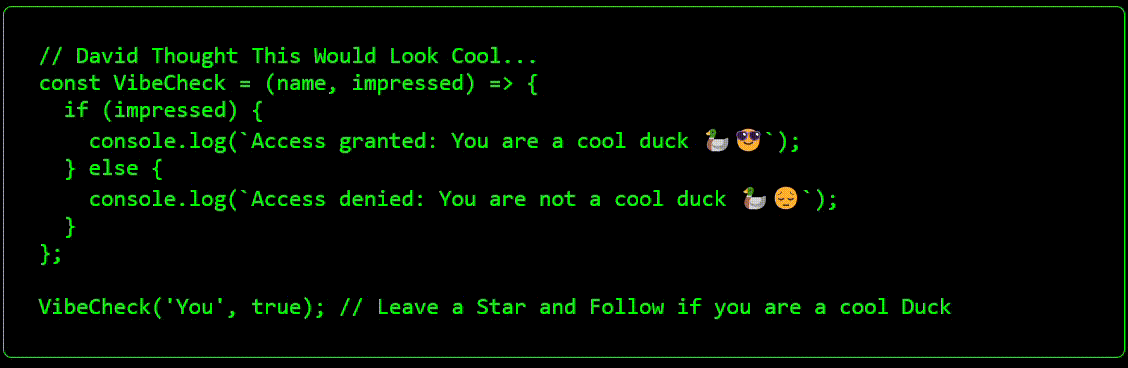 // David Thought This Would Look Cool...
const VibeCheck = (name, impressed) => {
  if (impressed) {
    console.log(`Access granted: You are a cool duck 🦆😎`);
  } else {
    console.log(`Access denied: You are not a cool duck 🦆😔`);
  }
};
VibeCheck('You', true); // Leave a Star and Follow if you are a cool Duck